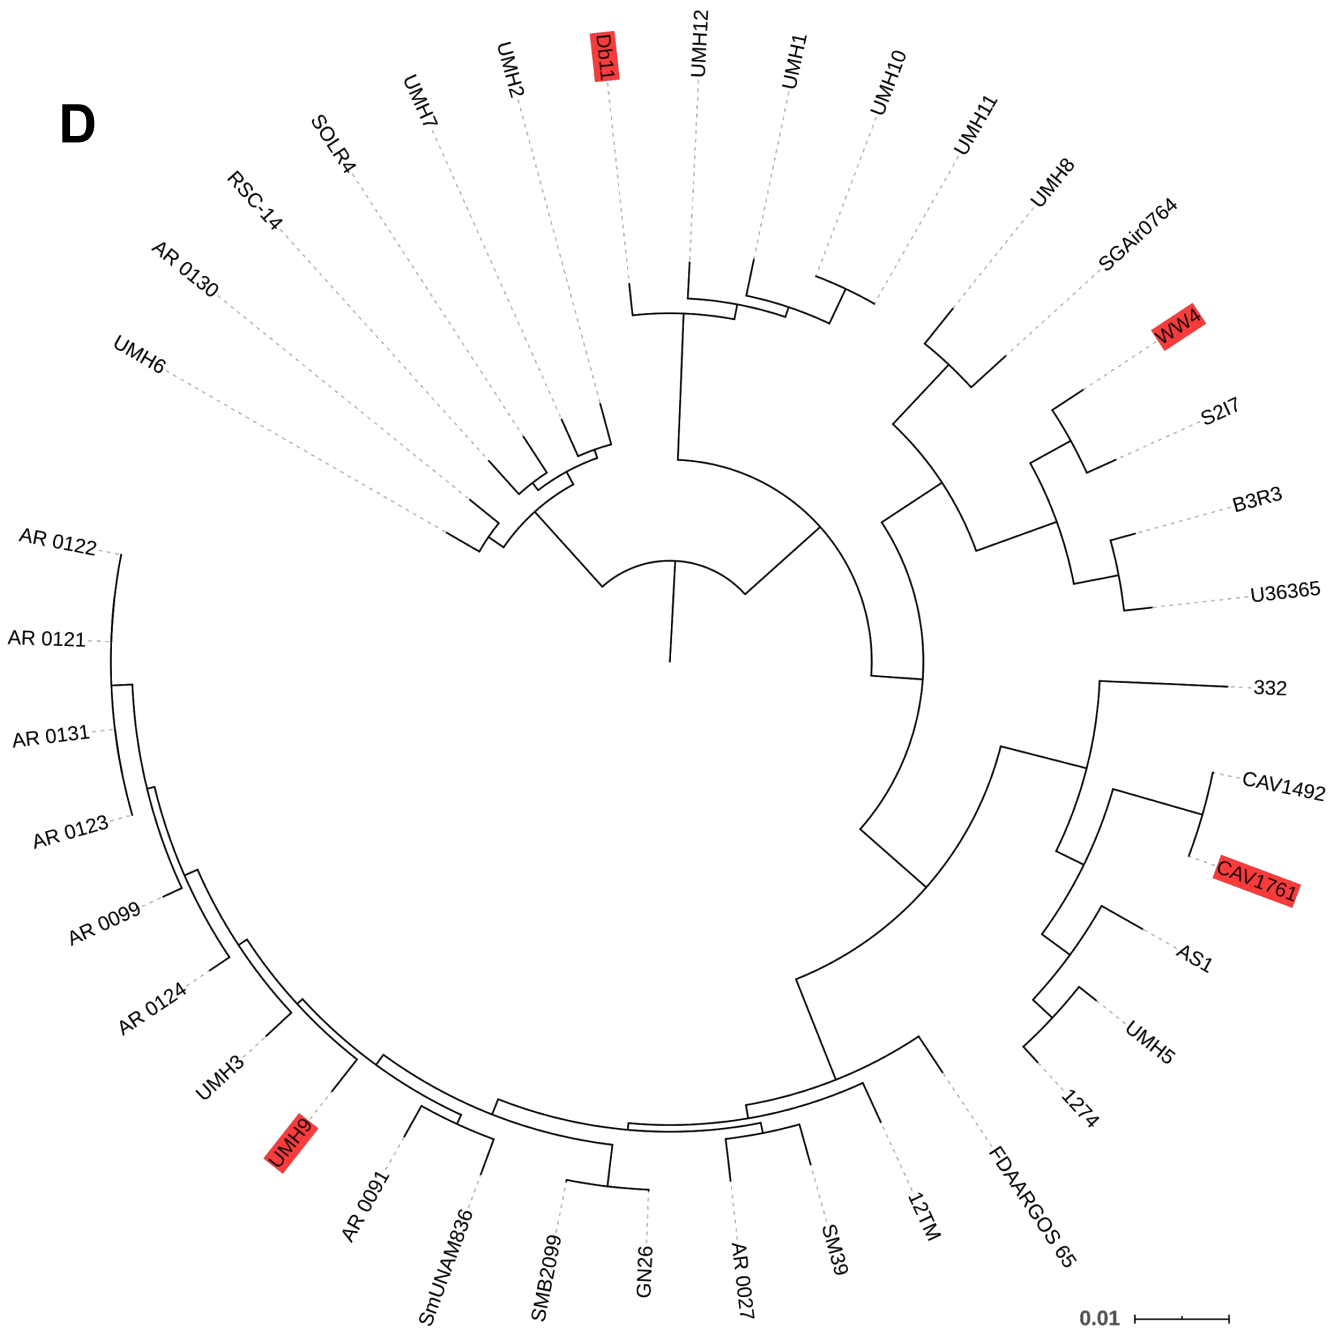 D
Db11
UMH12
UMH1
UMH10
UMH11
UMH8
SGAir0764
WW4
S2I7
B3R3
U36365
332
CAV1492
CAV1761
AS1
UMH5
1274
FDAARGOS 65
12TM
SM39
AR 0027
GN26
SMB2099
SmUNAM836
AR 0091
UMH9
UMH3
AR 0124
AR 0099
AR 0123
AR 0131
AR 0121
AR 0122
UMH6
AR 0130
RSC-14
SOLR4
UMH7
UMH2
0.01